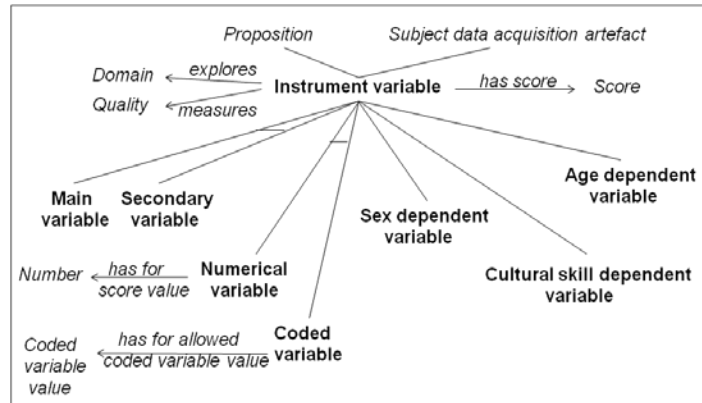 Proposition
Subject data acquisition artefact
Domain
explores
Instrument variable
has score
Score
Quality
measures
Main
variable
Secondary
variable
Age dependent
variable
Sex dependent
variable
Number
has for
score value
Numerical
variable
Cultural skill dependent
variable
Coded
variable
value
has for allowed
coded variable value
Coded
variable